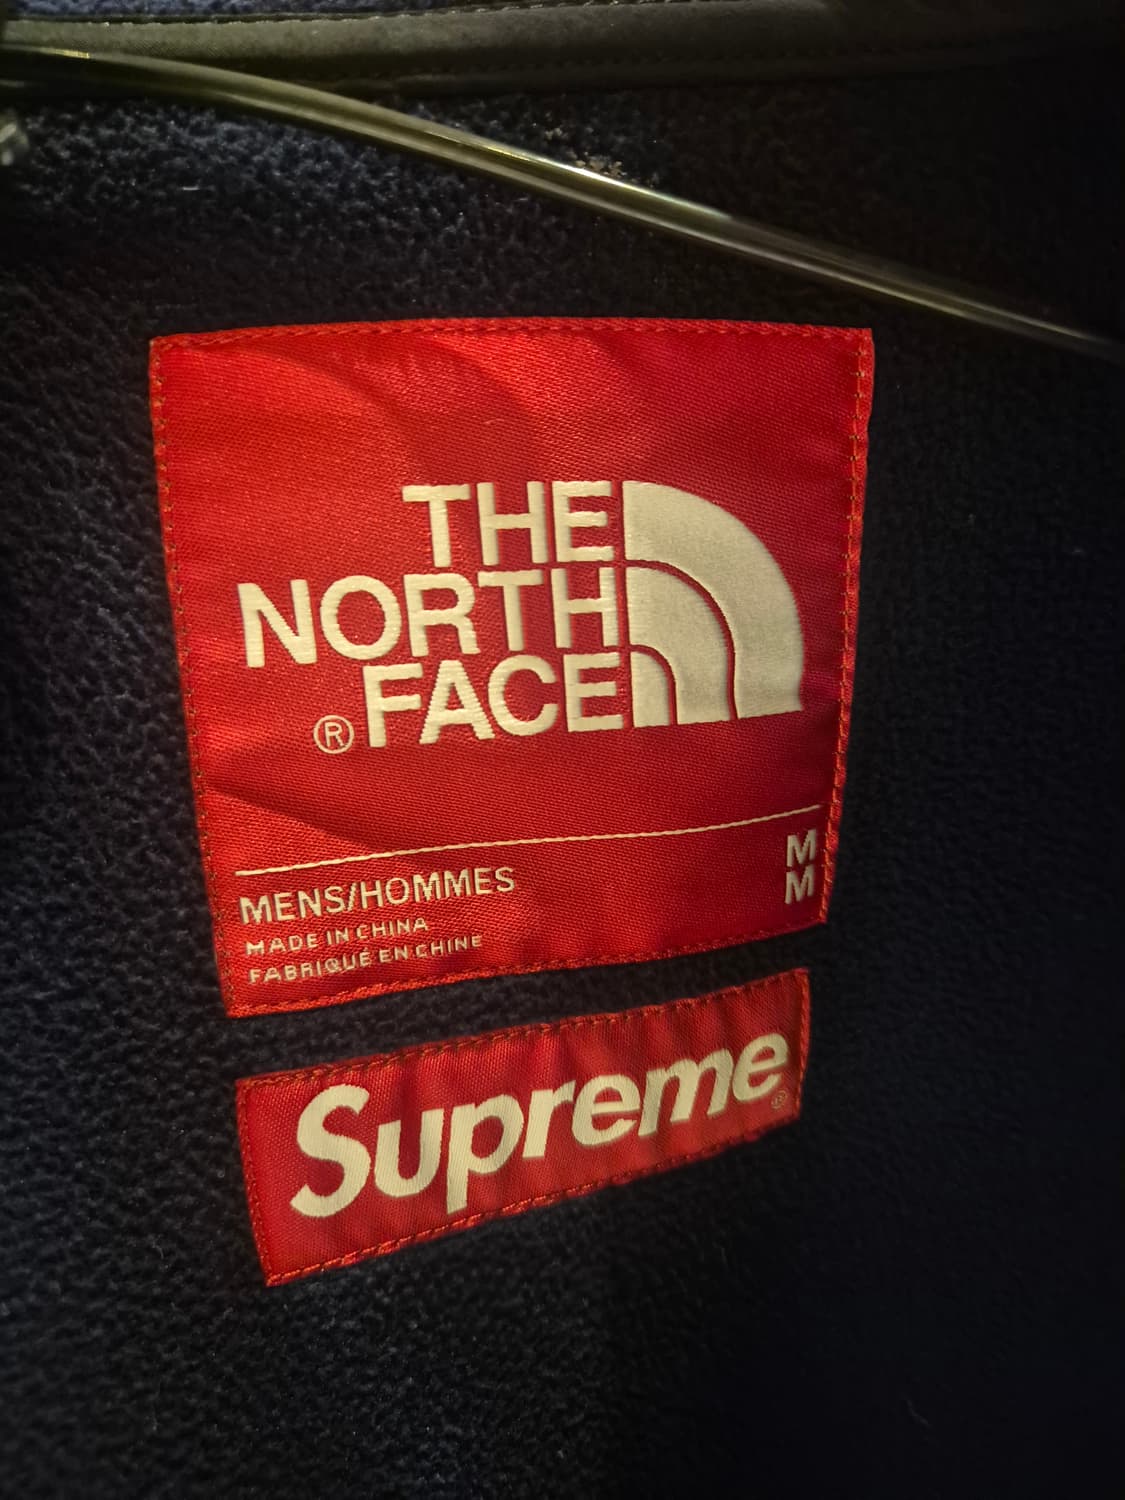 THE
NORTH
FACE
®
MENS/HOMMES
M
M
MADE IN CHINA
FABRIQUÉ EN CHINE
Supreme
®